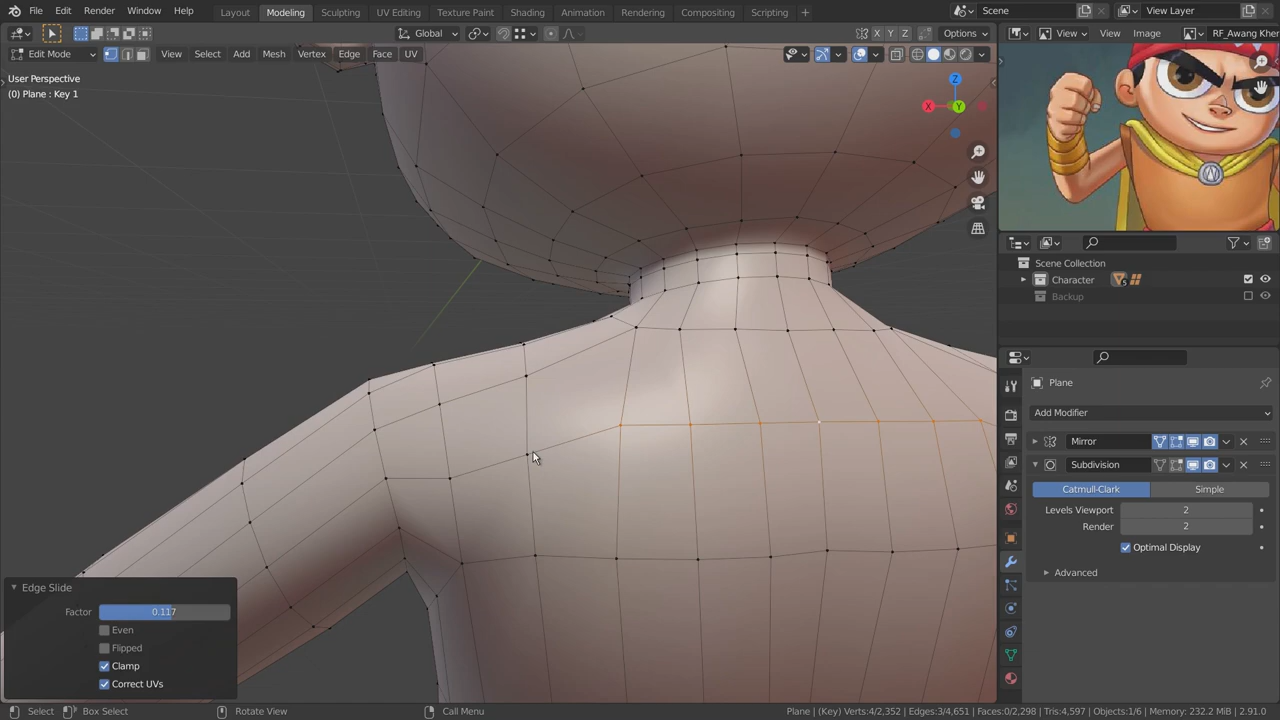 File Edit Render Window Help Layout Modeling Sculpting UV Editing Texture Paint Shading Animation Rendering Compositing Scripting + Scene View Layer
Edit Mode View Select Add Mesh Vertex Edge Face UV Global X Y Z Options View View Image RF_Awang Kher
User Perspective
(0) Plane : Key 1
Z
X Y
Scene Collection
Character 5
Backup
Plane
Add Modifier
Mirror
Subdivision
Catmull-Clark Simple
Levels Viewport 2
Render 2
Optimal Display
Advanced
Edge Slide
Factor 0.117
Even
Flipped
Clamp
Correct UVs
Select Box Select Rotate View Call Menu Plane | (Key) Verts:4/2,352 | Edges:3/4,651 | Faces:0/2,298 | Tris:4,597 | Objects:1/6 | Memory: 232.2 MiB | 2.91.0